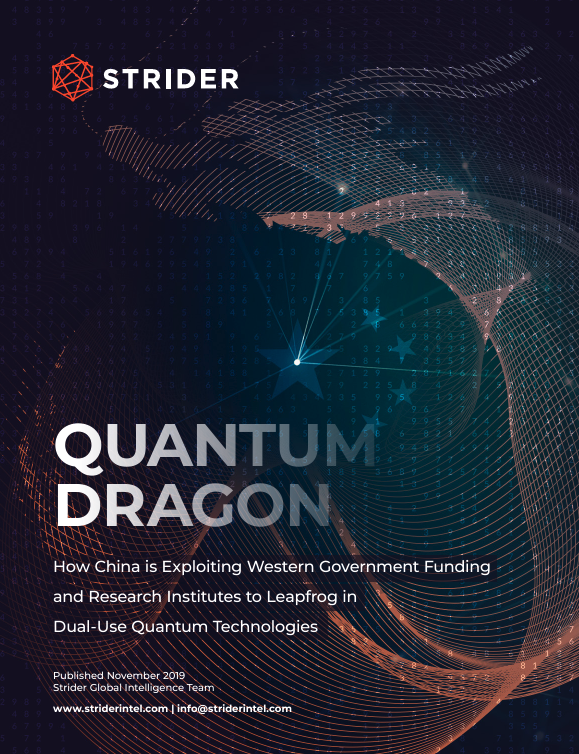 STRIDER
QUANTUM
DRAGON
How China is Exploiting Western Government Funding
and Research Institutes to Leapfrog in
Dual-Use Quantum Technologies
Published November 2019
Strider Global Intelligence Team
www.striderintel.com | info@striderintel.com